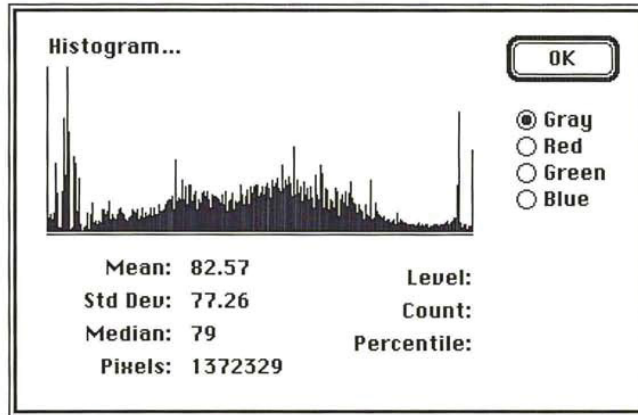 Histogram...
OK
Gray
Red
Green
Blue
Mean: 82.57
Std Dev: 77.26
Median: 79
Pixels: 1372329
Level:
Count:
Percentile: